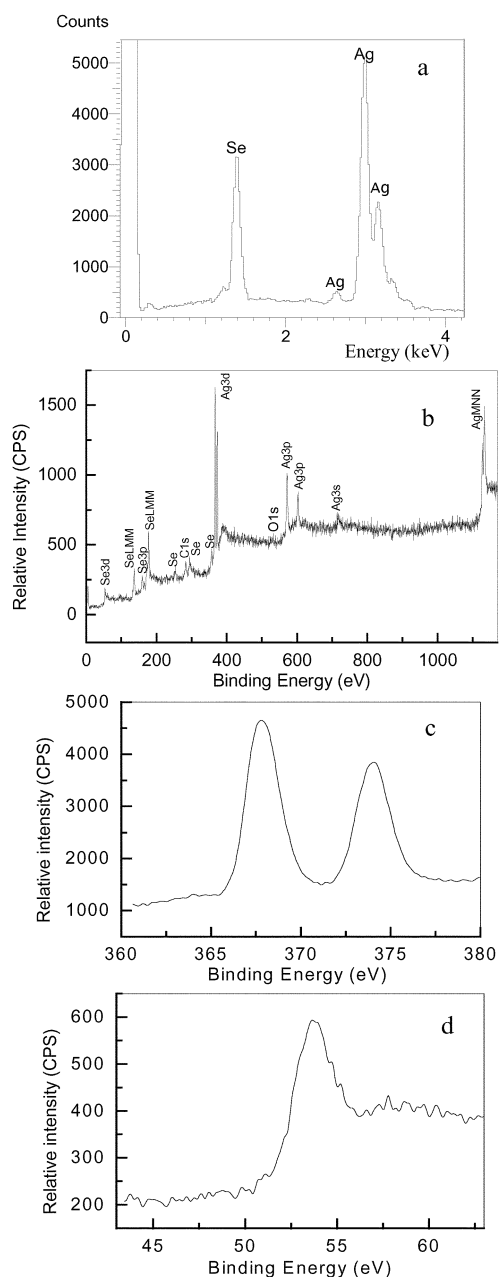 Counts
a
5000
4000
3000
2000
1000
0
Se
Ag
Ag
Ag
0 2 4
Energy (keV)
b
Relative Intensity (CPS)
1500
1000
500
0
Se3d
SeLMM
Se3p
SeLMM
Se
C1s
Se
Se
Ag3d
O1s
Ag3p
Ag3p
Ag3s
AgMNN
0 200 400 600 800 1000
Binding Energy (eV)
c
Relative intensity (CPS)
5000
4000
3000
2000
1000
360 365 370 375 380
Binding Energy (eV)
d
Relative intensity (CPS)
600
500
400
300
200
45 50 55 60
Binding Energy (eV)